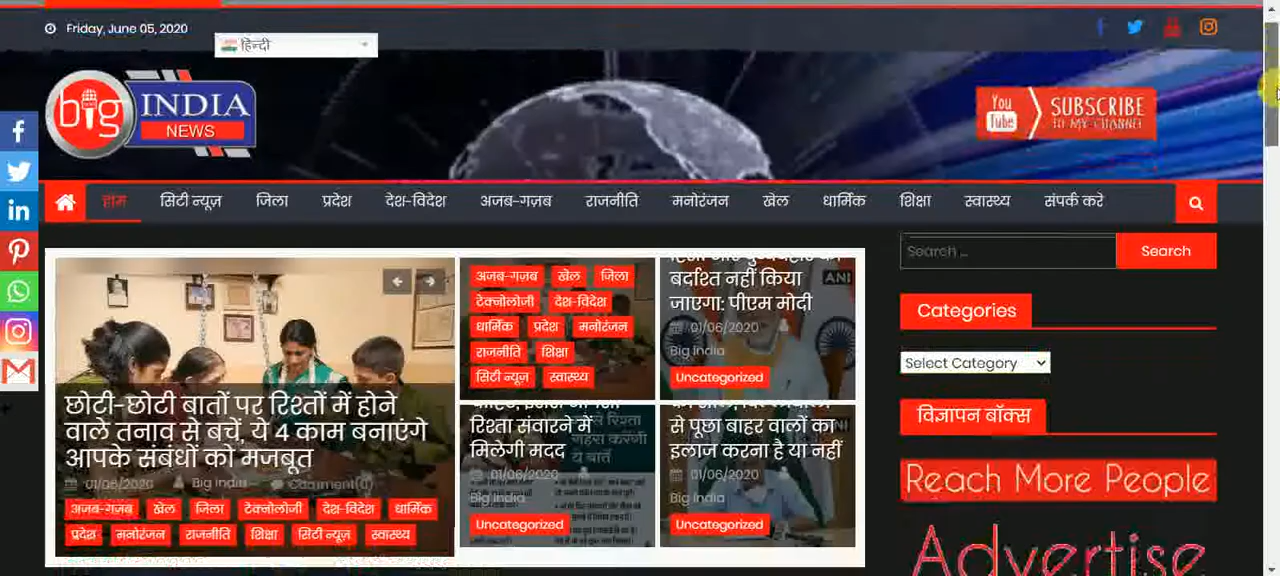 Friday, June 05, 2020
हिन्दी
big INDIA
NEWS
You
Tube
SUBSCRIBE
TO MY CHANNEL
होम सिटी न्यूज़ जिला प्रदेश देश-विदेश अजब-गज़ब राजनीति मनोरंजन खेल धार्मिक शिक्षा स्वास्थ्य संपर्क करे
छोटी-छोटी बातों पर रिश्तों में होने
वाले तनाव से बचें, ये 4 काम बनाएंगे
आपके संबंधों को मजबूत
01/06/2020 Big India Comment(0)
अजब-गज़ब खेल जिला टेक्नोलोजी देश-विदेश धार्मिक
प्रदेश मनोरंजन राजनीति शिक्षा सिटी न्यूज़ स्वास्थ्य
अजब-गज़ब खेल जिला
टेक्नोलोजी देश-विदेश
धार्मिक प्रदेश मनोरंजन
राजनीति शिक्षा
सिटी न्यूज़ स्वास्थ्य
बर्दाश्त नहीं किया
जाएगा: पीएम मोदी
ANI
01/06/2020
Big India
Uncategorized
रिश्ता संवारने में
मिलेगी मदद
01/06/2020
Big India
Uncategorized
से पूछा बाहर वालों का
इलाज करना है या नहीं
01/06/2020
Big India
Uncategorized
Search …
Search
Categories
Select Category
विज्ञापन बॉक्स
Reach More People
Advertise